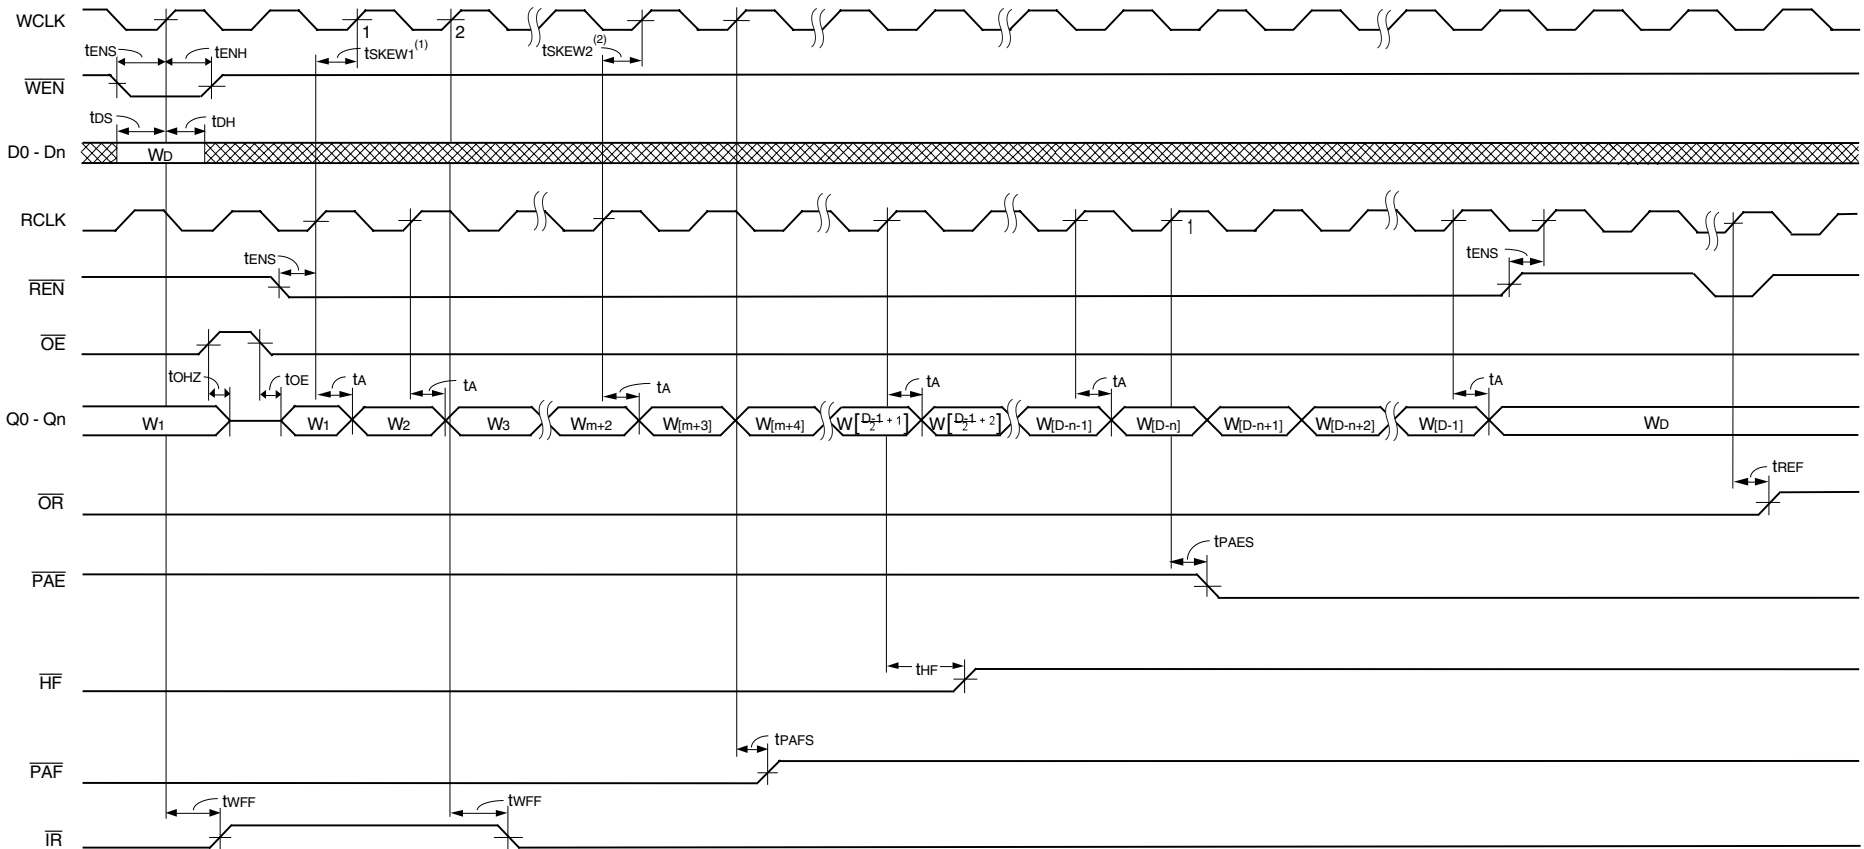 WCLK
1
2
tENS
tENH
tSKEW1(1)
tSKEW2(2)
WEN
tDS
tDH
D0 - Dn
WD
RCLK
1
tENS
tENS
REN
OE
tOHZ
tOE
tA
tA
tA
tA
tA
tA
Q0 - Qn
W1
W1
W2
W3
Wm+2
W[m+3]
W[m+4]
W[D-1/2 + 1]
W[D-1/2 + 2]
W[D-n-1]
W[D-n]
W[D-n+1]
W[D-n+2]
W[D-1]
WD
tREF
OR
tPAES
PAE
HF
tHF
tPAFS
PAF
tWFF
tWFF
IR